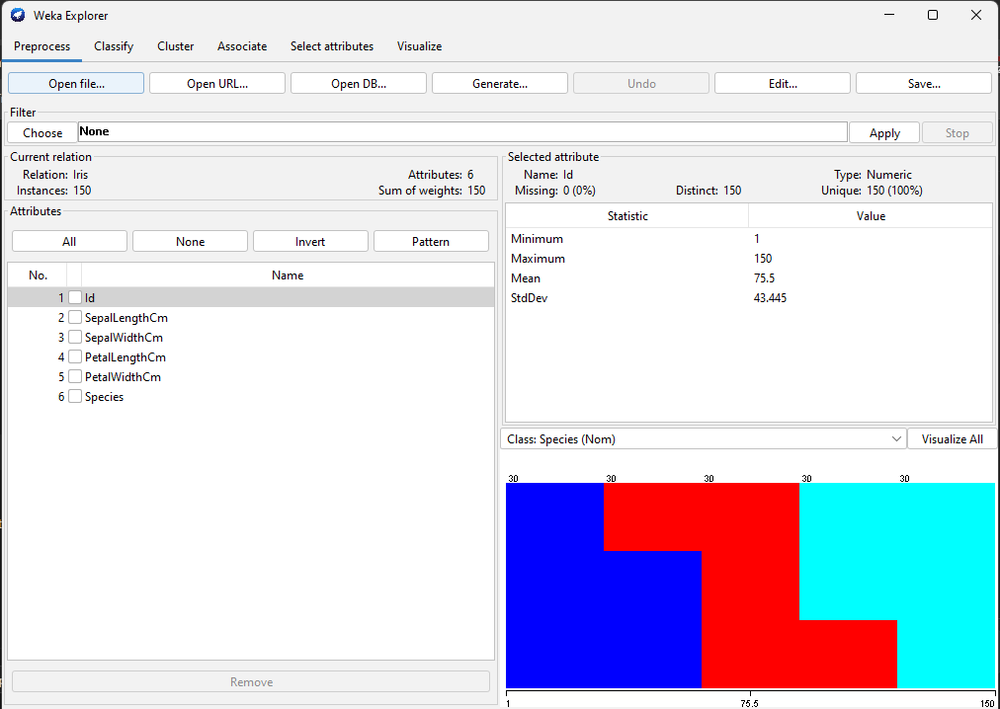 Weka Explorer
Preprocess Classify Cluster Associate Select attributes Visualize
Open file... Open URL... Open DB... Generate... Undo Edit... Save...
Filter
Choose None Apply Stop
Current relation
Relation: Iris Attributes: 6
Instances: 150 Sum of weights: 150
Attributes
All None Invert Pattern
No. Name
1 Id
2 SepalLengthCm
3 SepalWidthCm
4 PetalLengthCm
5 PetalWidthCm
6 Species
Remove
Selected attribute
Name: Id Type: Numeric
Missing: 0 (0%) Distinct: 150 Unique: 150 (100%)
Statistic Value
Minimum 1
Maximum 150
Mean 75.5
StdDev 43.445
Class: Species (Nom) Visualize All
30 30 30 30 30
1 75.5 150